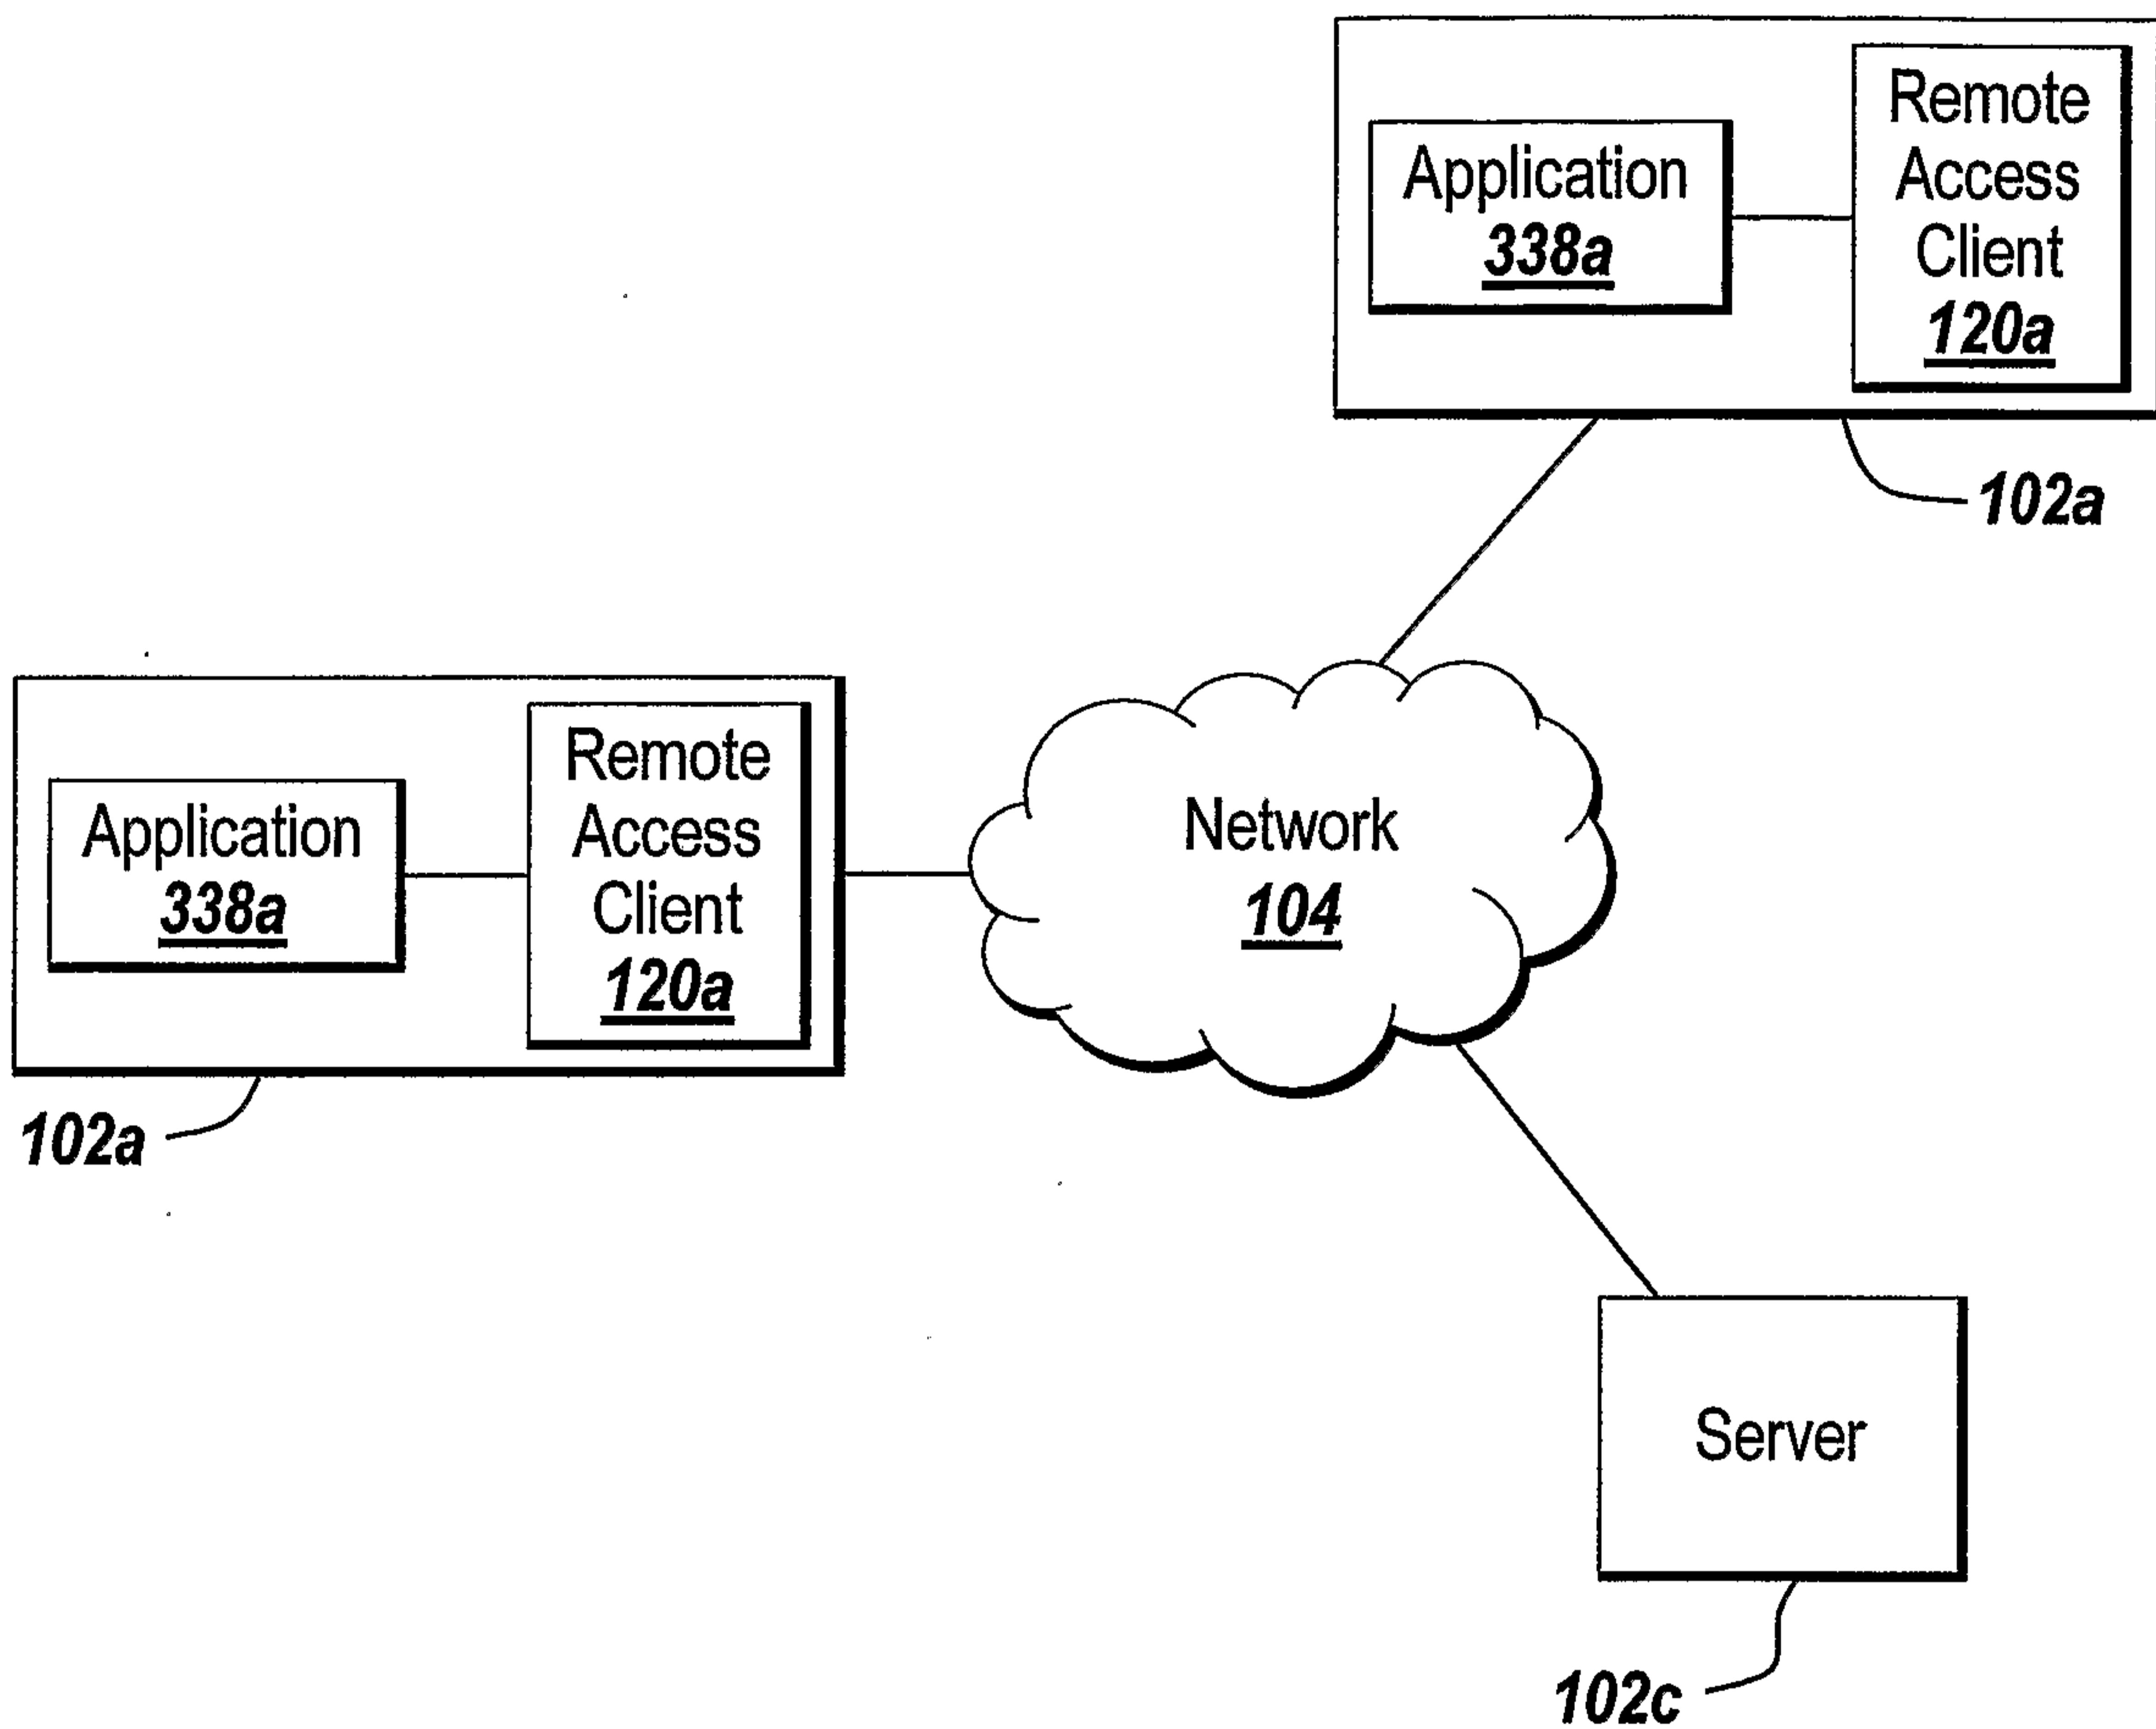 Application
338a
Remote
Access
Client
120a
102a
Application
338a
Remote
Access
Client
120a
102a
Network
104
Server
102c